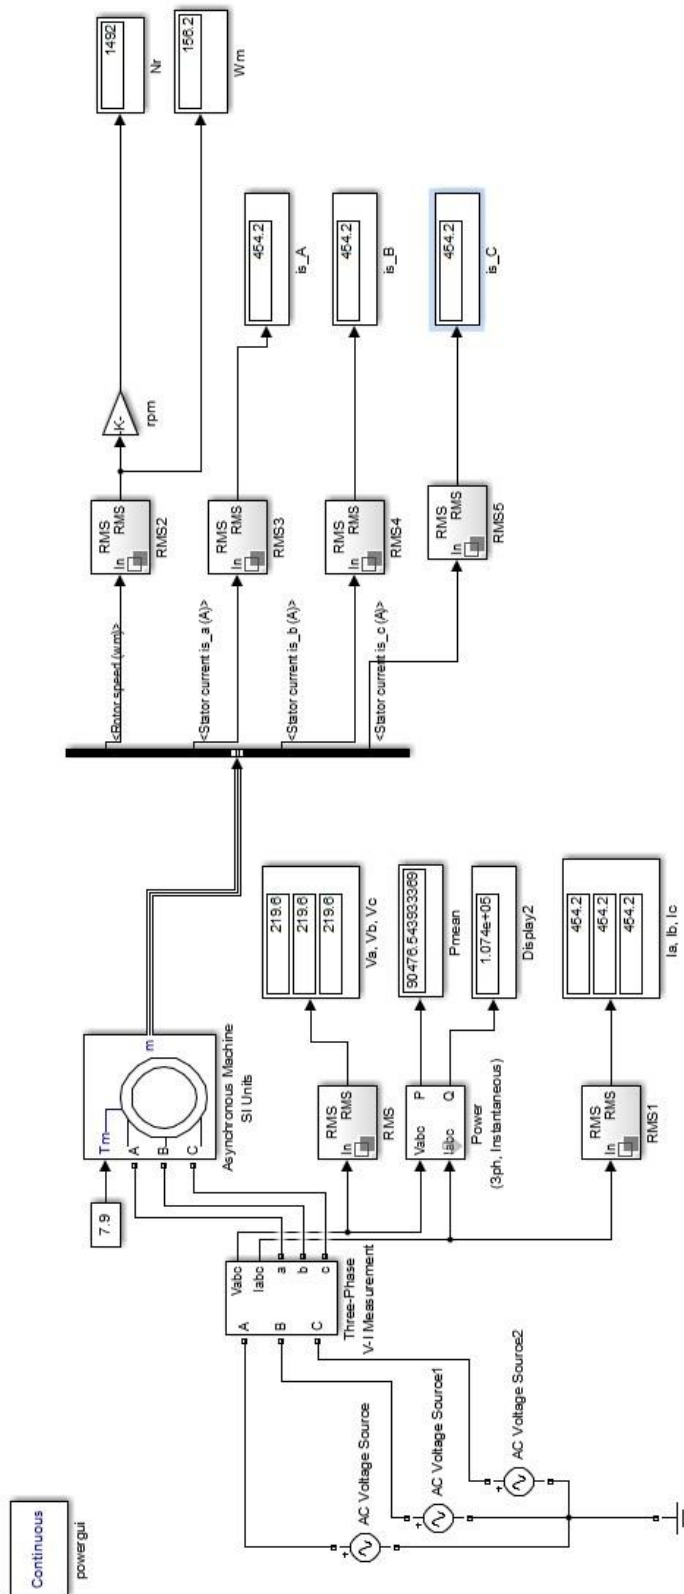 Continuous
powergui
AC Voltage Source
AC Voltage Source1
AC Voltage Source2
+
+
+
A
B
C
Vabc
Iabc
a
b
c
Three-Phase
V-I Measurement
7.9
Tm
A
B
C
m
Asynchronous Machine
SI Units
RMS
In
RMS
RMS
219.6
219.6
219.6
Va, Vb, Vc
Vabc
Iabc
P
Q
Power
(3ph, Instantaneous)
90476.543933369
Pmean
1.074e+05
Display2
RMS
In
RMS
RMS1
454.2
454.2
454.2
Ia, Ib, Ic
<Rotor speed (wm)>
<Stator current is_a (A)>
<Stator current is_b (A)>
<Stator current is_c (A)>
RMS
In
RMS
RMS2
RMS
In
RMS
RMS3
RMS
In
RMS
RMS4
RMS
In
RMS
RMS5
-K-
rpm
1492
Nr
156.2
Wm
454.2
is_A
454.2
is_B
454.2
is_C